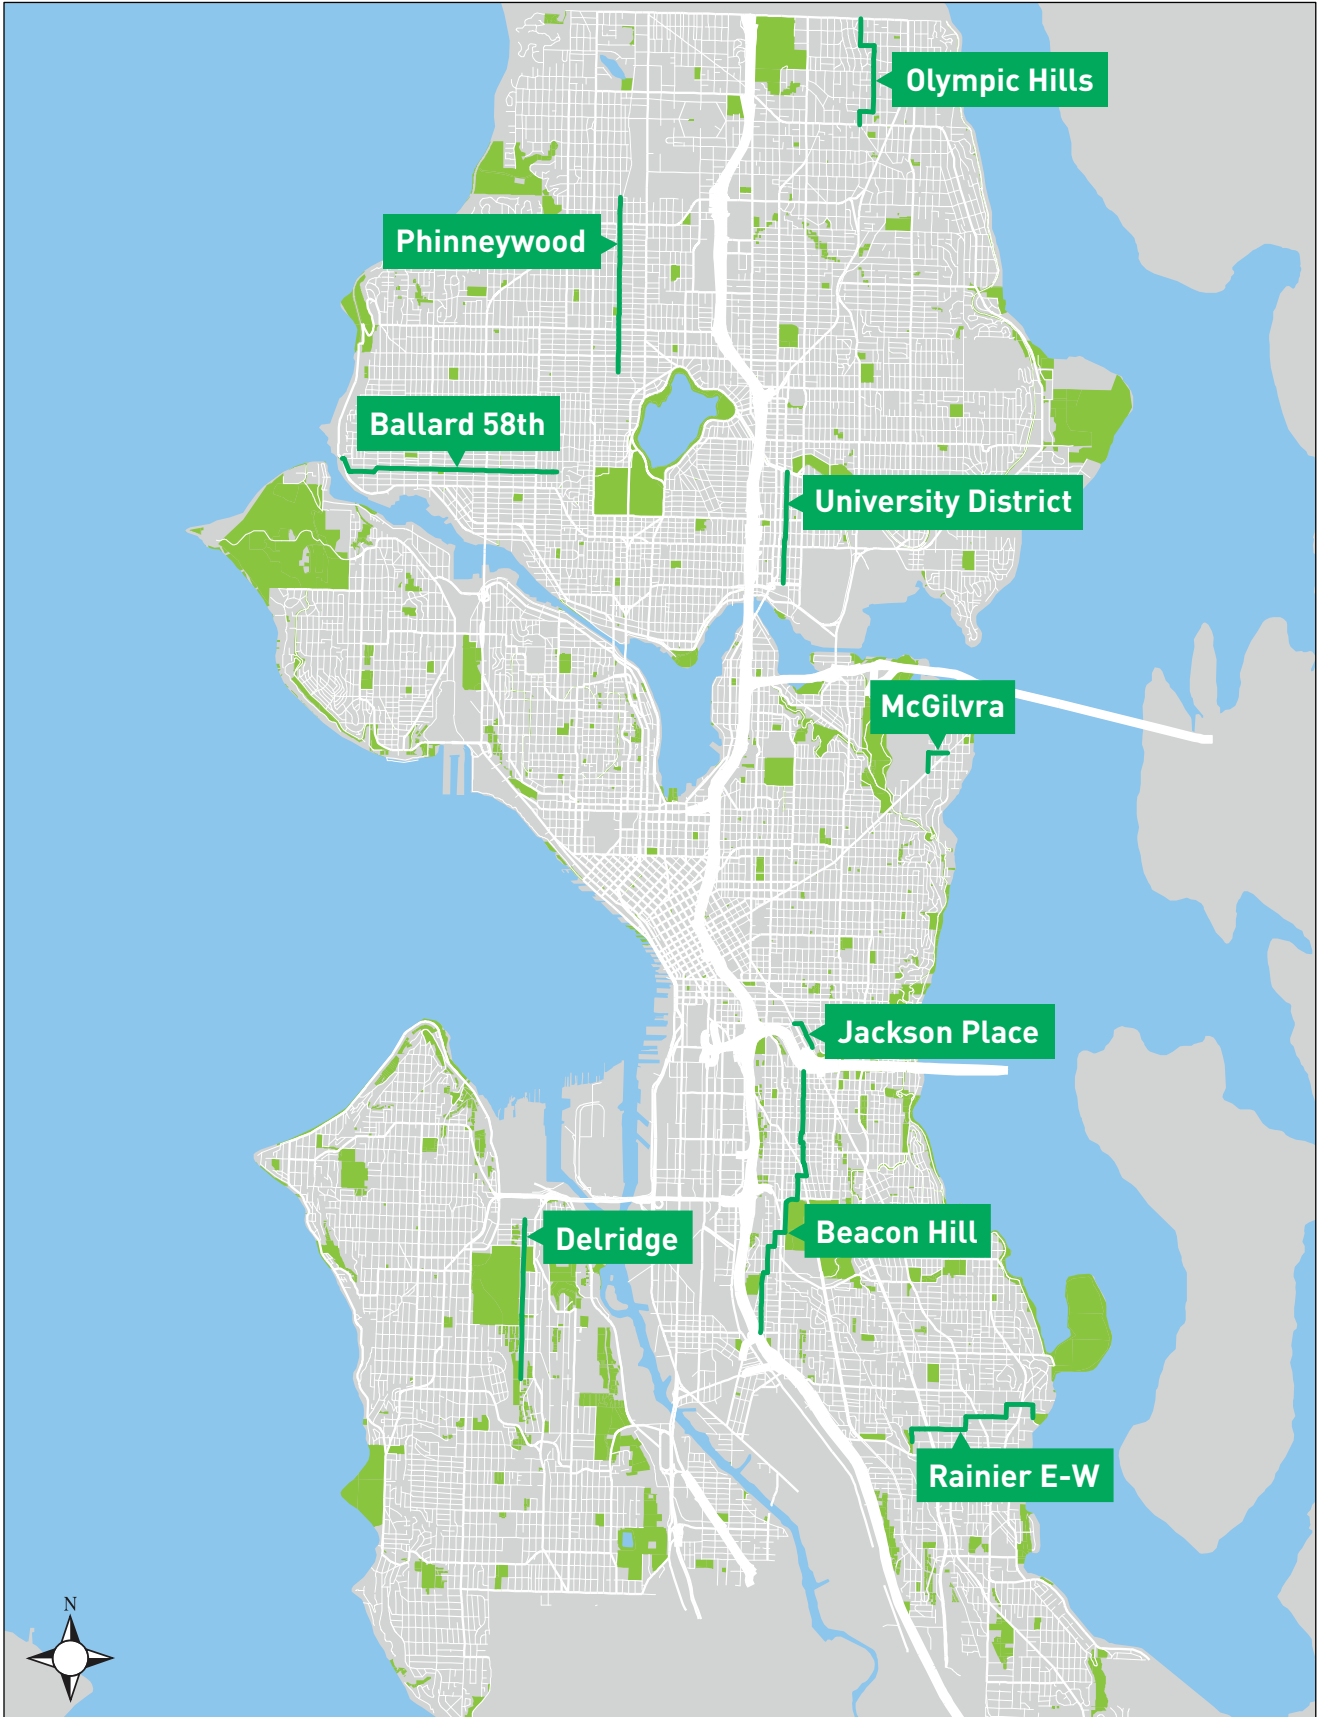 Olympic Hills
Phinneywood
Ballard 58th
University District
McGilvra
Jackson Place
Beacon Hill
Delridge
Rainier E-W
N